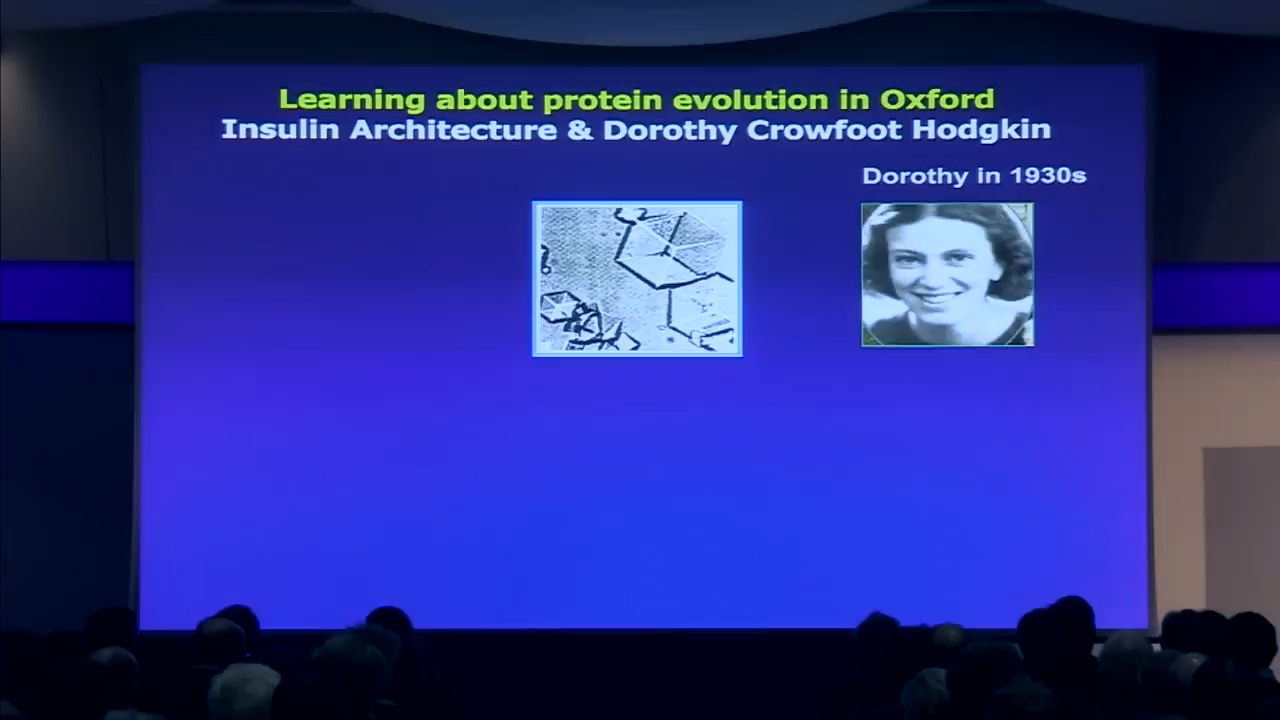 Learning about protein evolution in Oxford
Insulin Architecture & Dorothy Crowfoot Hodgkin
Dorothy in 1930s